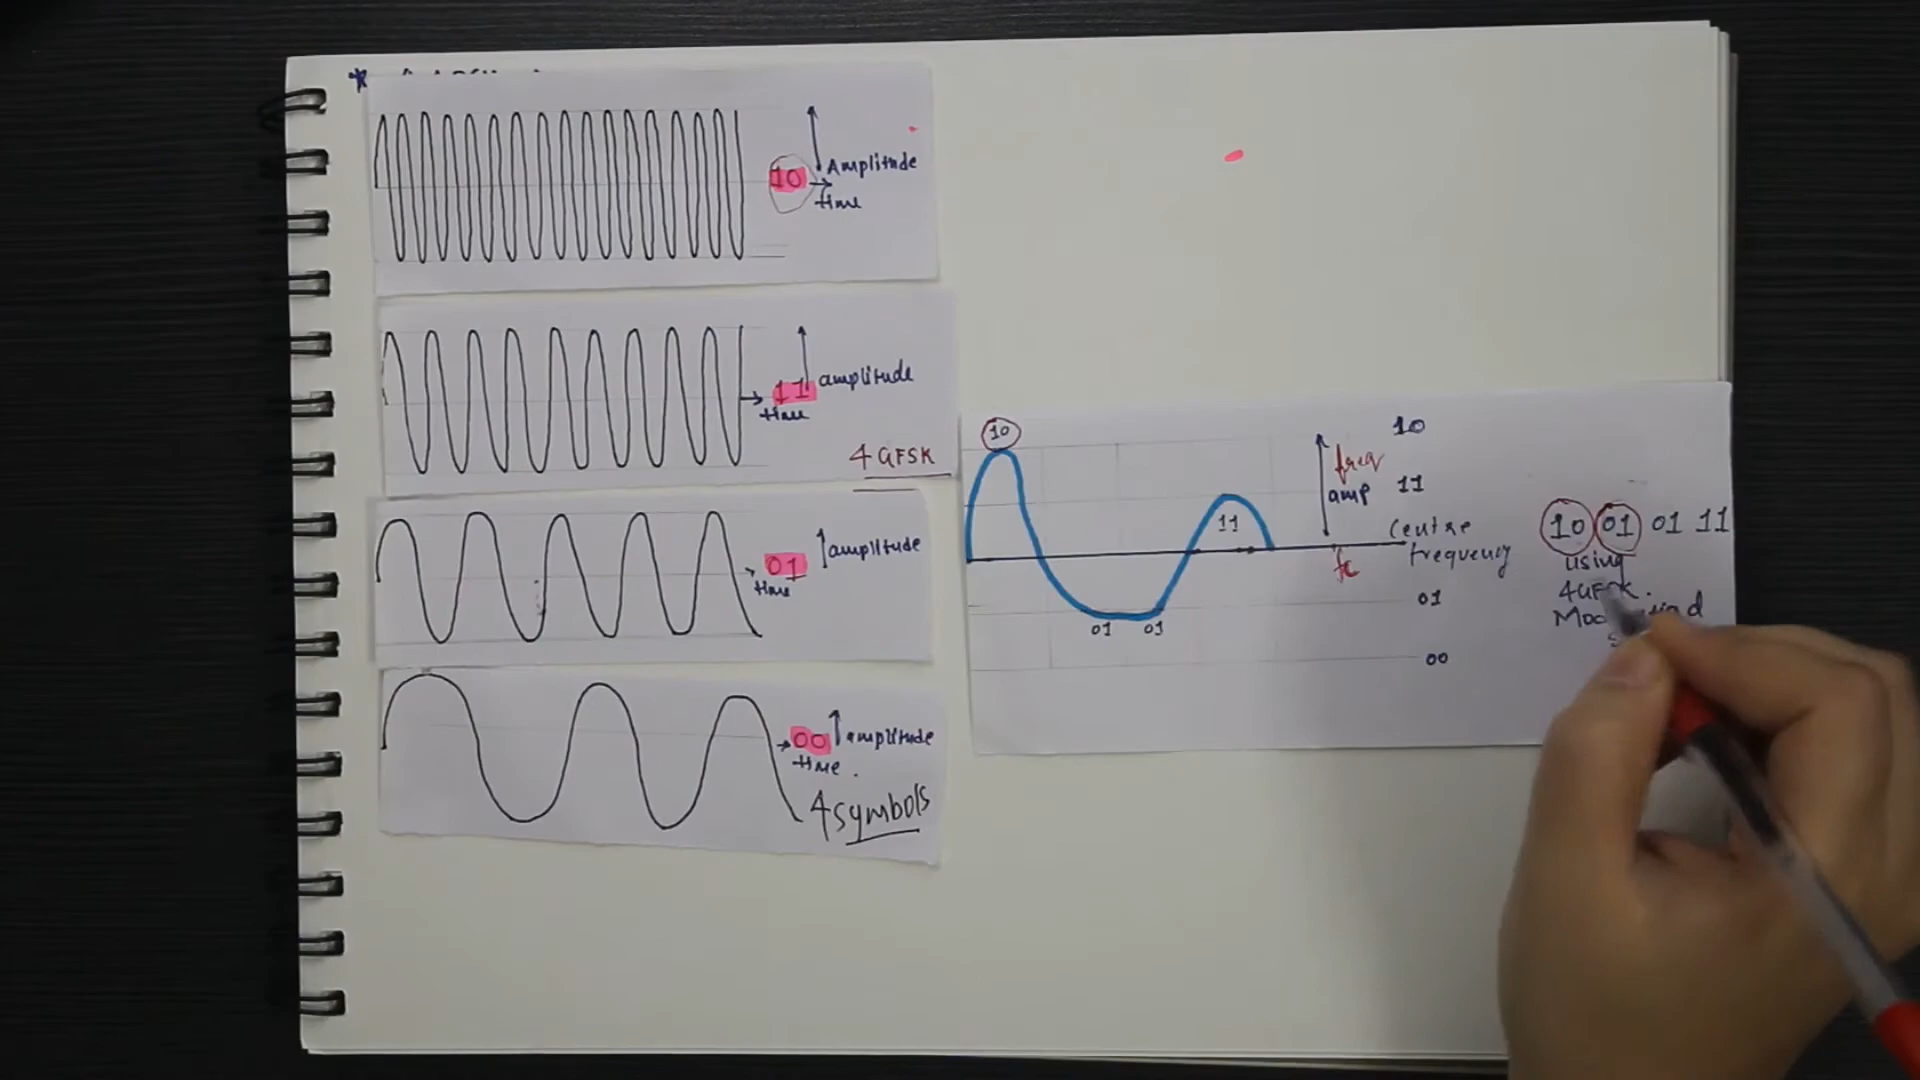 10
Amplitude
time
11
amplitude
time
4 GFSK
01
amplitude
time
00
amplitude
time
4 symbols
10
11
01 01
freq
amp
fc
10
11
Centre
frequency
01
00
10 01 01 11
using
4GFSK.